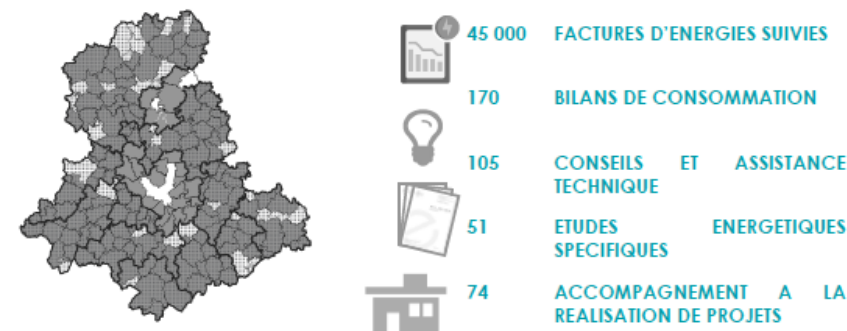 45 000 FACTURES D'ENERGIES SUIVIES
170 BILANS DE CONSOMMATION
105 CONSEILS ET ASSISTANCE
TECHNIQUE
51 ETUDES ENERGETIQUES
SPECIFIQUES
74 ACCOMPAGNEMENT A LA
REALISATION DE PROJETS